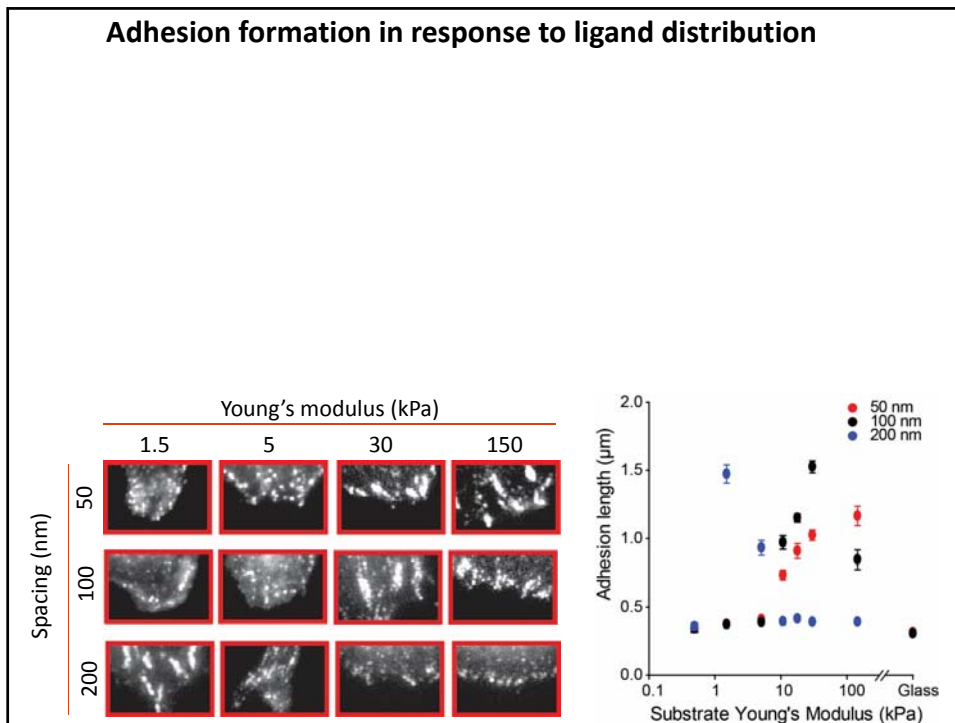 Adhesion formation in response to ligand distribution
Young's modulus (kPa)
1.5 5 30 150
Spacing (nm)
50
100
200
2.0
1.5
1.0
0.5
0.0
Adhesion length (μm)
50 nm
100 nm
200 nm
0.1 1 10 100 Glass
Substrate Young's Modulus (kPa)